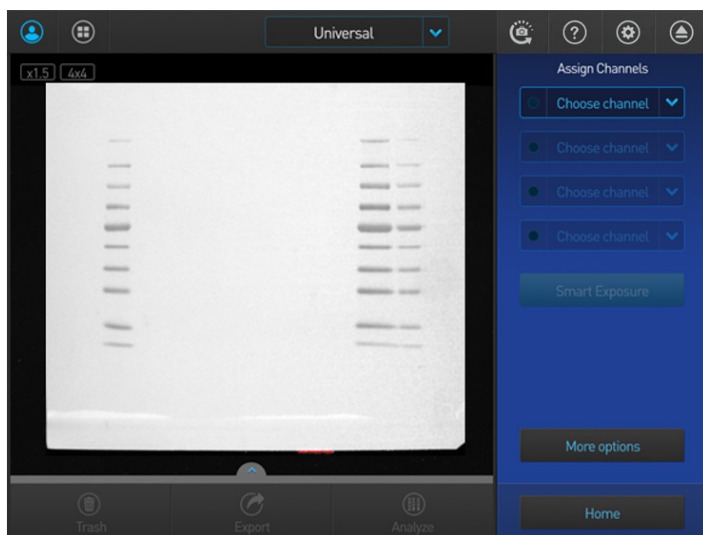 Universal
?
x1.5 4x4
Assign Channels
Choose channel
Choose channel
Choose channel
Choose channel
Smart Exposure
More options
Trash
Export
Analyze
Home